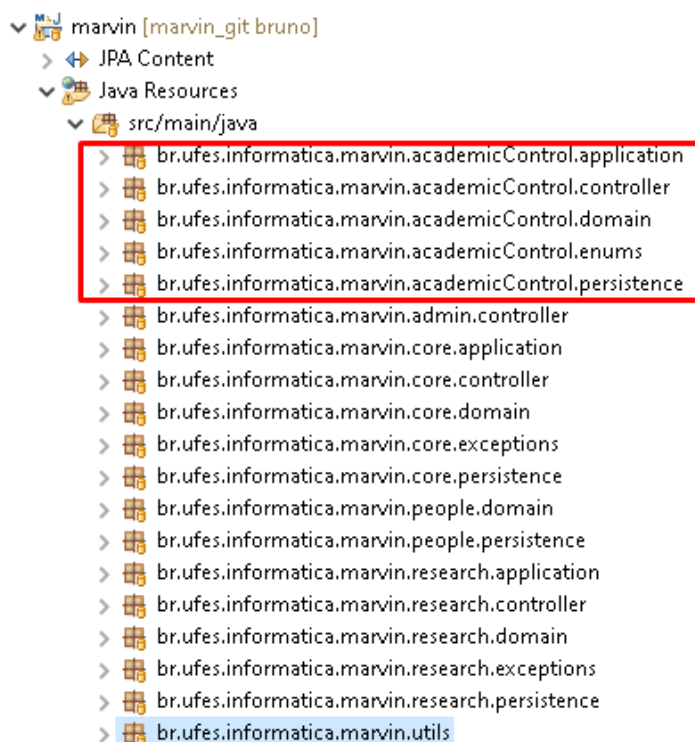 marvin [marvin_git bruno]
JPA Content
Java Resources
src/main/java
br.ufes.informatica.marvin.academicControl.application
br.ufes.informatica.marvin.academicControl.controller
br.ufes.informatica.marvin.academicControl.domain
br.ufes.informatica.marvin.academicControl.enums
br.ufes.informatica.marvin.academicControl.persistence
br.ufes.informatica.marvin.admin.controller
br.ufes.informatica.marvin.core.application
br.ufes.informatica.marvin.core.controller
br.ufes.informatica.marvin.core.domain
br.ufes.informatica.marvin.core.exceptions
br.ufes.informatica.marvin.core.persistence
br.ufes.informatica.marvin.people.domain
br.ufes.informatica.marvin.people.persistence
br.ufes.informatica.marvin.research.application
br.ufes.informatica.marvin.research.controller
br.ufes.informatica.marvin.research.domain
br.ufes.informatica.marvin.research.exceptions
br.ufes.informatica.marvin.research.persistence
br.ufes.informatica.marvin.utils